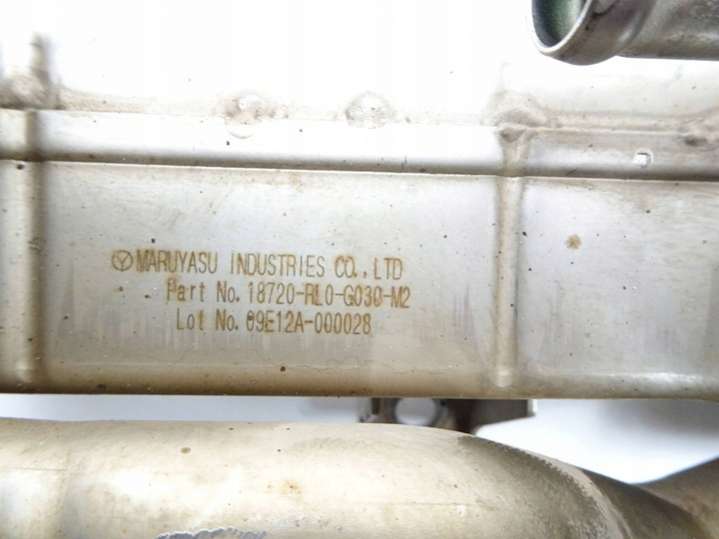 MARUYASU INDUSTRIES CO.,LTD
Part No. 18720-RL0-G030-M2
Lot No. 09E12A-000028